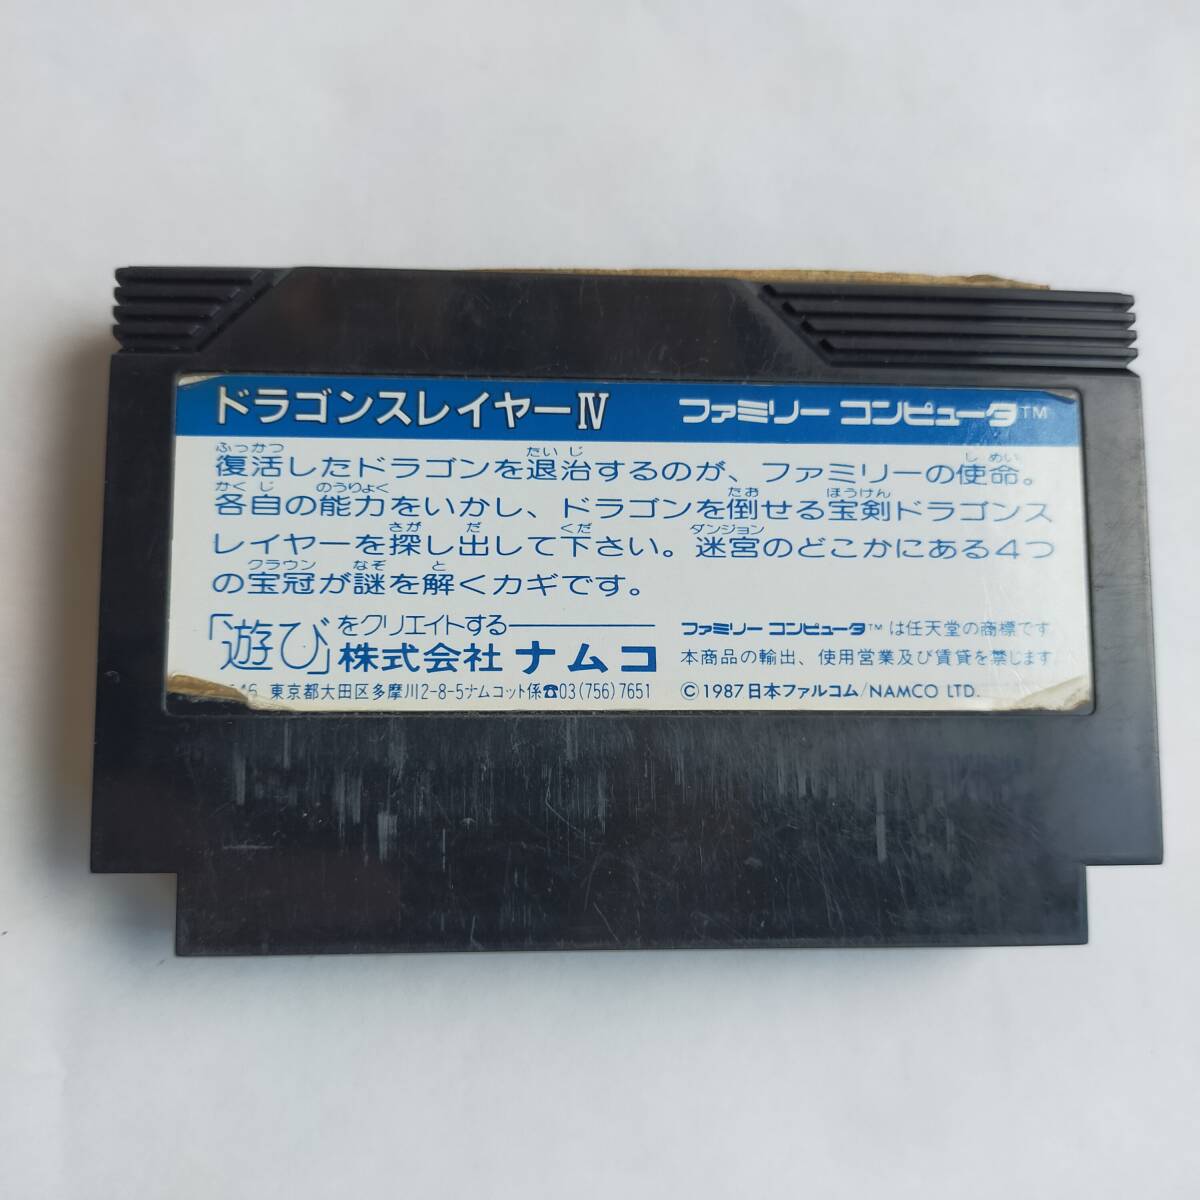 ドラゴンスレイヤーⅣ ファミリー コンピュータ™
ふっかつ たいじ しめい
復活したドラゴンを退治するのが、ファミリーの使命。
かくじ のうりょく たお ほうけん
各自の能力をいかし、ドラゴンを倒せる宝剣ドラゴンス
さが だ くだ ダンジョン
レイヤーを探し出して下さい。迷宮のどこかにある4つ
クラウン なぞ と
の宝冠が謎を解くカギです。
「遊び」をクリエイトする
株式会社 ナムコ
東京都大田区多摩川2-8-5ナムコット係☎03(756)7651
ファミリー コンピュータ™は任天堂の商標です
本商品の輸出、使用営業及び賃貸を禁じます
©1987日本ファルコム/NAMCO LTD.